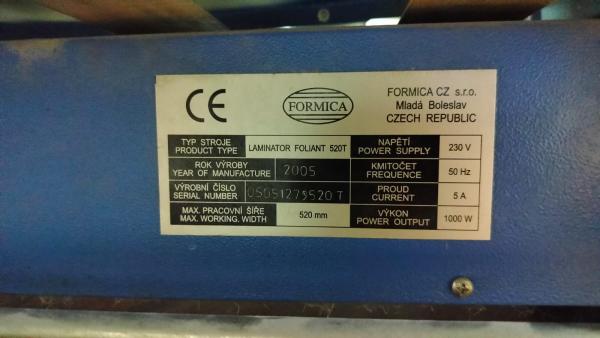 CE
FORMICA
FORMICA CZ s.r.o.
Mladá Boleslav
CZECH REPUBLIC
TYP STROJE
PRODUCT TYPE
LAMINATOR FOLIANT 520T
ROK VÝROBY
YEAR OF MANUFACTURE
2005
VÝROBNÍ ČÍSLO
SERIAL NUMBER
MAX. PRACOVNÍ ŠÍŘE
MAX. WORKING. WIDTH
520 mm
NAPĚTÍ
POWER SUPPLY
230 V
KMITOČET
FREQUENCE
50 Hz
PROUD
CURRENT
5 A
VÝKON
POWER OUTPUT
1000 W